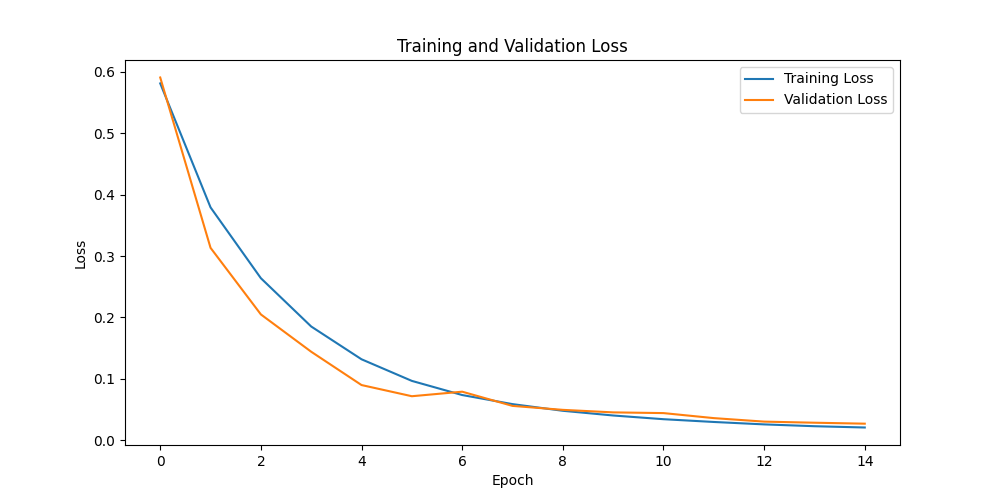 Training and Validation Loss
Training Loss
Validation Loss
0.6
0.5
0.4
0.3
0.2
0.1
0.0
Loss
0 2 4 6 8 10 12 14
Epoch